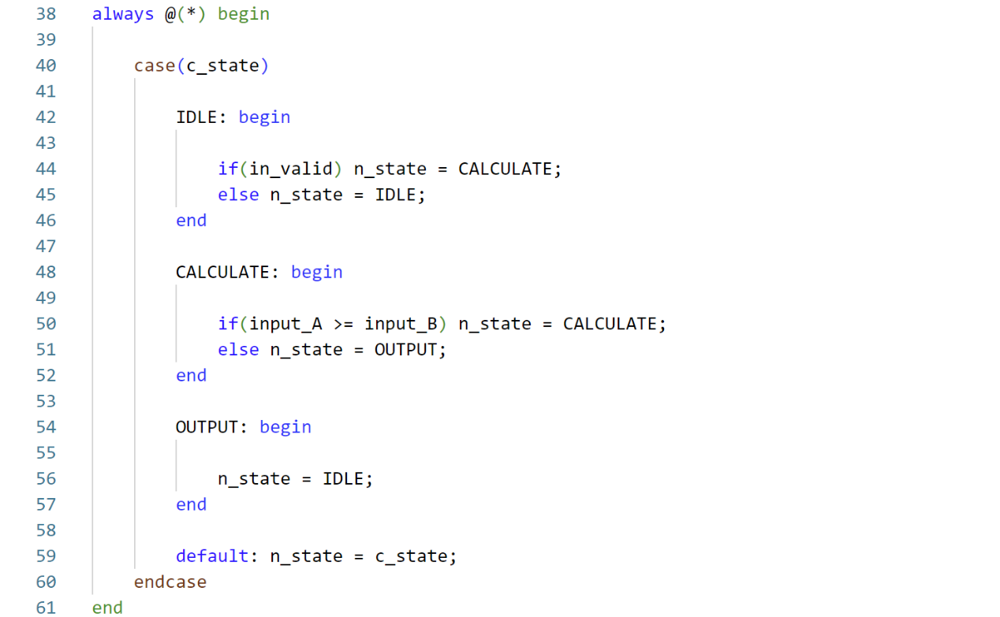 38 always @(*) begin
39
40 case(c_state)
41
42 IDLE: begin
43
44 if(in_valid) n_state = CALCULATE;
45 else n_state = IDLE;
46 end
47
48 CALCULATE: begin
49
50 if(input_A >= input_B) n_state = CALCULATE;
51 else n_state = OUTPUT;
52 end
53
54 OUTPUT: begin
55
56 n_state = IDLE;
57 end
58
59 default: n_state = c_state;
60 endcase
61 end